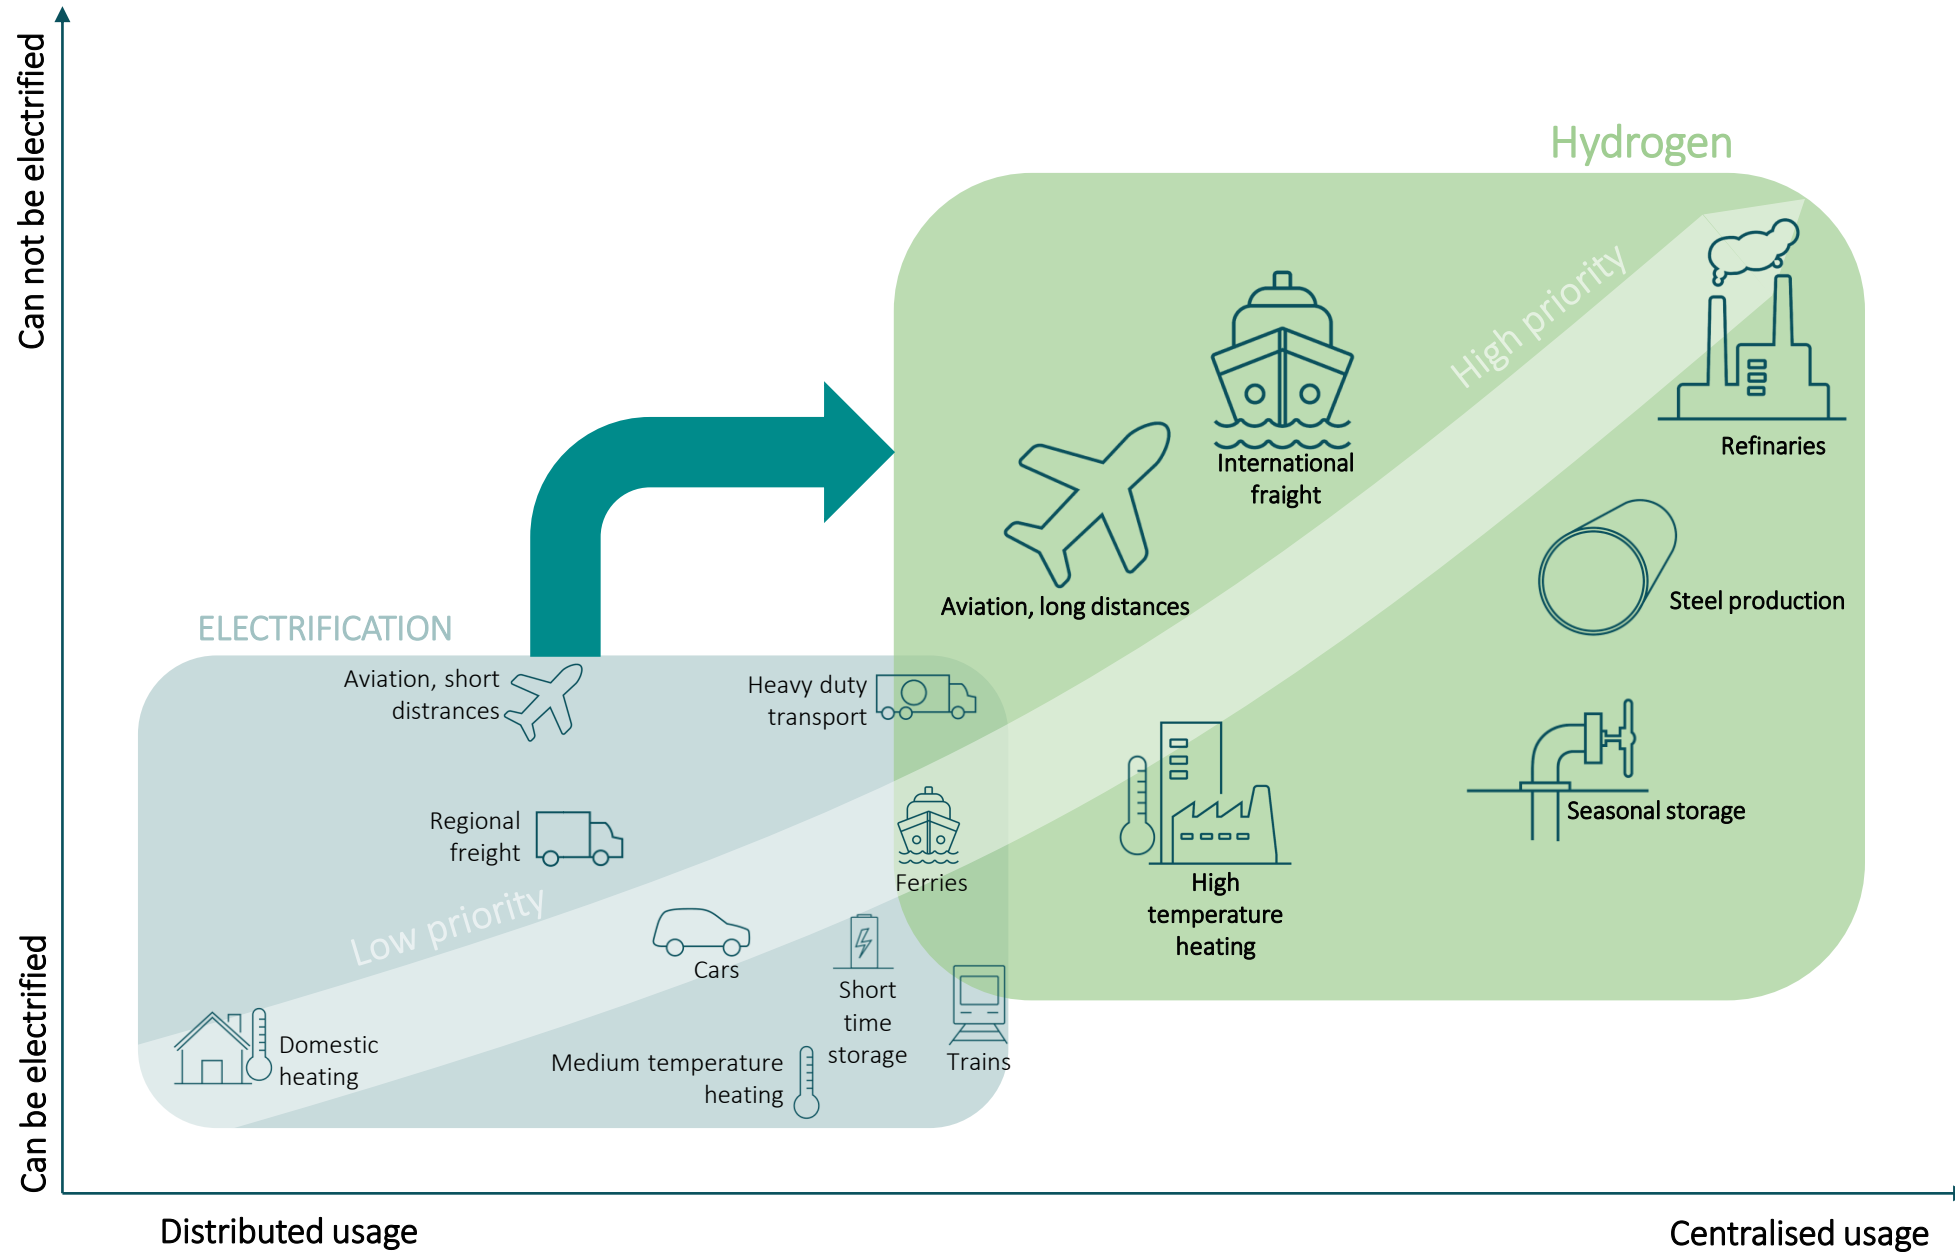 Can not be electrified
Hydrogen
High priority
Refinaries
International
fraight
Steel production
Aviation, long distances
ELECTRIFICATION
Aviation, short
distrances
Heavy duty
transport
Seasonal storage
Regional
freight
Ferries
High
temperature
heating
Low priority
Cars
Short
time
storage
Domestic
heating
Medium temperature
heating
Trains
Can be electrified
Distributed usage
Centralised usage